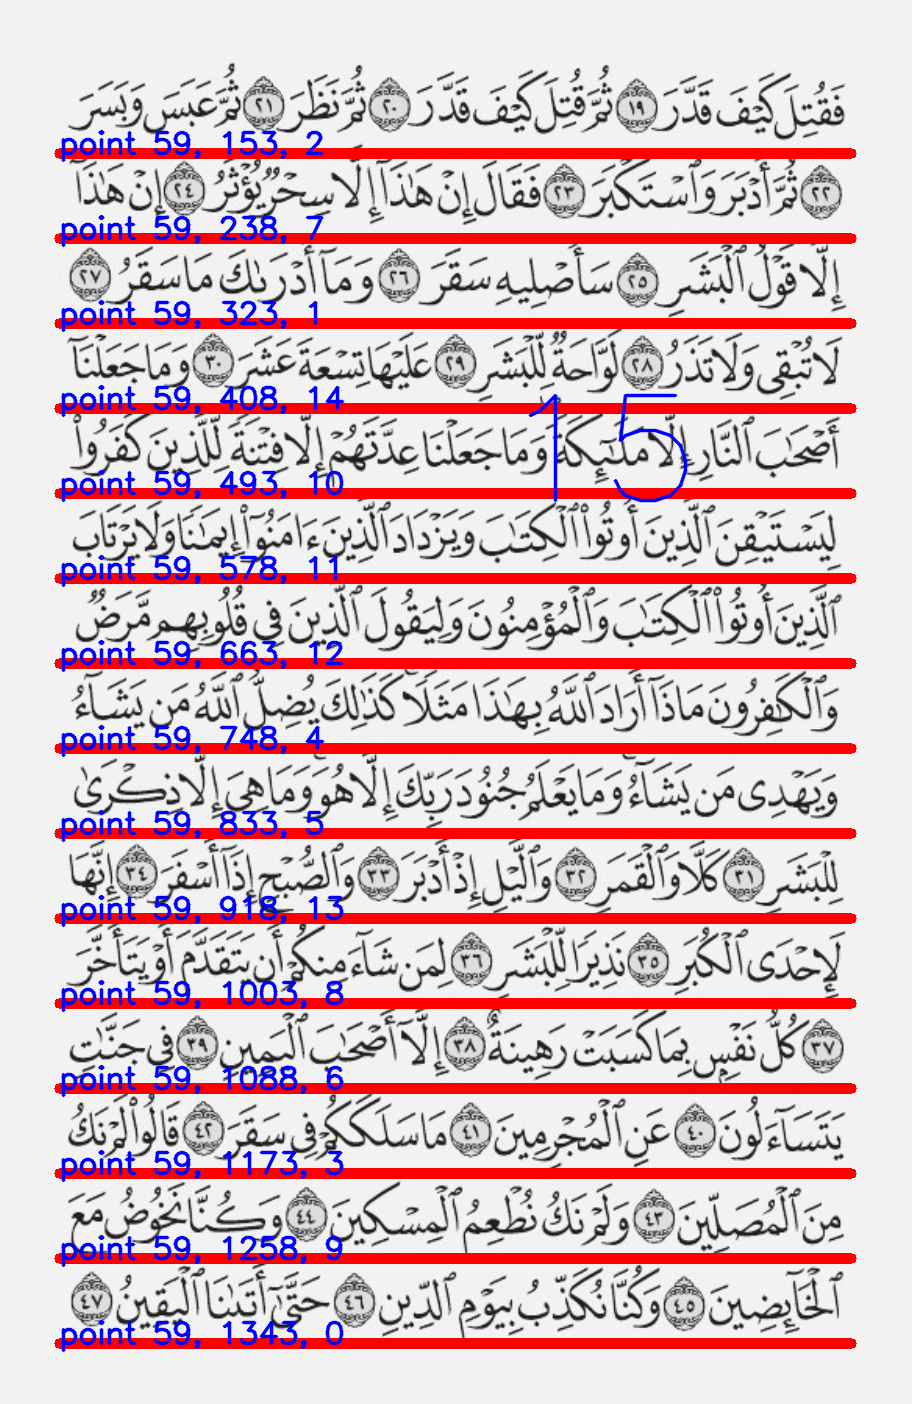 فَقُتِلَ كَيْفَ قَدَّرَ ١٩ ثُمَّ قُتِلَ كَيْفَ قَدَّرَ ٢٠ ثُمَّ نَظَرَ ٢١ ثُمَّ عَبَسَ وَبَسَرَ
point 59, 153, 2
٢٢ ثُمَّ أَدْبَرَ وَٱسْتَكْبَرَ ٢٣ فَقَالَ إِنْ هَٰذَآ إِلَّا سِحْرٌ يُؤْثَرُ ٢٤ إِنْ هَٰذَآ
point 59, 238, 7
إِلَّا قَوْلُ ٱلْبَشَرِ ٢٥ سَأُصْلِيهِ سَقَرَ ٢٦ وَمَآ أَدْرَىٰكَ مَا سَقَرُ ٢٧
point 59, 323, 1
لَا تُبْقِى وَلَا تَذَرُ ٢٨ لَوَّاحَةٌ لِّلْبَشَرِ ٢٩ عَلَيْهَا تِسْعَةَ عَشَرَ ٣٠ وَمَا جَعَلْنَآ
point 59, 408, 14
أَصْحَٰبَ ٱلنَّارِ إِلَّا مَلَٰٓئِكَةً وَمَا جَعَلْنَا عِدَّتَهُمْ إِلَّا فِتْنَةً لِّلَّذِينَ كَفَرُوا۟
15
point 59, 493, 10
لِيَسْتَيْقِنَ ٱلَّذِينَ أُوتُوا۟ ٱلْكِتَٰبَ وَيَزْدَادَ ٱلَّذِينَ ءَامَنُوٓا۟ إِيمَٰنًا وَلَا يَرْتَابَ
point 59, 578, 11
ٱلَّذِينَ أُوتُوا۟ ٱلْكِتَٰبَ وَٱلْمُؤْمِنُونَ وَلِيَقُولَ ٱلَّذِينَ فِى قُلُوبِهِم مَّرَضٌ
point 59, 663, 12
وَٱلْكَٰفِرُونَ مَاذَآ أَرَادَ ٱللَّهُ بِهَٰذَا مَثَلًا كَذَٰلِكَ يُضِلُّ ٱللَّهُ مَن يَشَآءُ
point 59, 748, 4
وَيَهْدِى مَن يَشَآءُ وَمَا يَعْلَمُ جُنُودَ رَبِّكَ إِلَّا هُوَ وَمَا هِىَ إِلَّا ذِكْرَىٰ
point 59, 833, 5
لِلْبَشَرِ ٣١ كَلَّا وَٱلْقَمَرِ ٣٢ وَٱلَّيْلِ إِذْ أَدْبَرَ ٣٣ وَٱلصُّبْحِ إِذَآ أَسْفَرَ ٣٤ إِنَّهَا
point 59, 918, 13
لَإِحْدَى ٱلْكُبَرِ ٣٥ نَذِيرًا لِّلْبَشَرِ ٣٦ لِمَن شَآءَ مِنكُمْ أَن يَتَقَدَّمَ أَوْ يَتَأَخَّرَ
point 59, 1003, 8
٣٧ كُلُّ نَفْسٍۭ بِمَا كَسَبَتْ رَهِينَةٌ ٣٨ إِلَّآ أَصْحَٰبَ ٱلْيَمِينِ ٣٩ فِى جَنَّٰتٍ
point 59, 1088, 6
يَتَسَآءَلُونَ ٤٠ عَنِ ٱلْمُجْرِمِينَ ٤١ مَا سَلَكَكُمْ فِى سَقَرَ ٤٢ قَالُوا۟ لَمْ نَكُ
point 59, 1173, 3
مِنَ ٱلْمُصَلِّينَ ٤٣ وَلَمْ نَكُ نُطْعِمُ ٱلْمِسْكِينَ ٤٤ وَكُنَّا نَخُوضُ مَعَ
point 59, 1258, 9
ٱلْخَآئِضِينَ ٤٥ وَكُنَّا نُكَذِّبُ بِيَوْمِ ٱلدِّينِ ٤٦ حَتَّىٰٓ أَتَىٰنَا ٱلْيَقِينُ ٤٧
point 59, 1343, 0